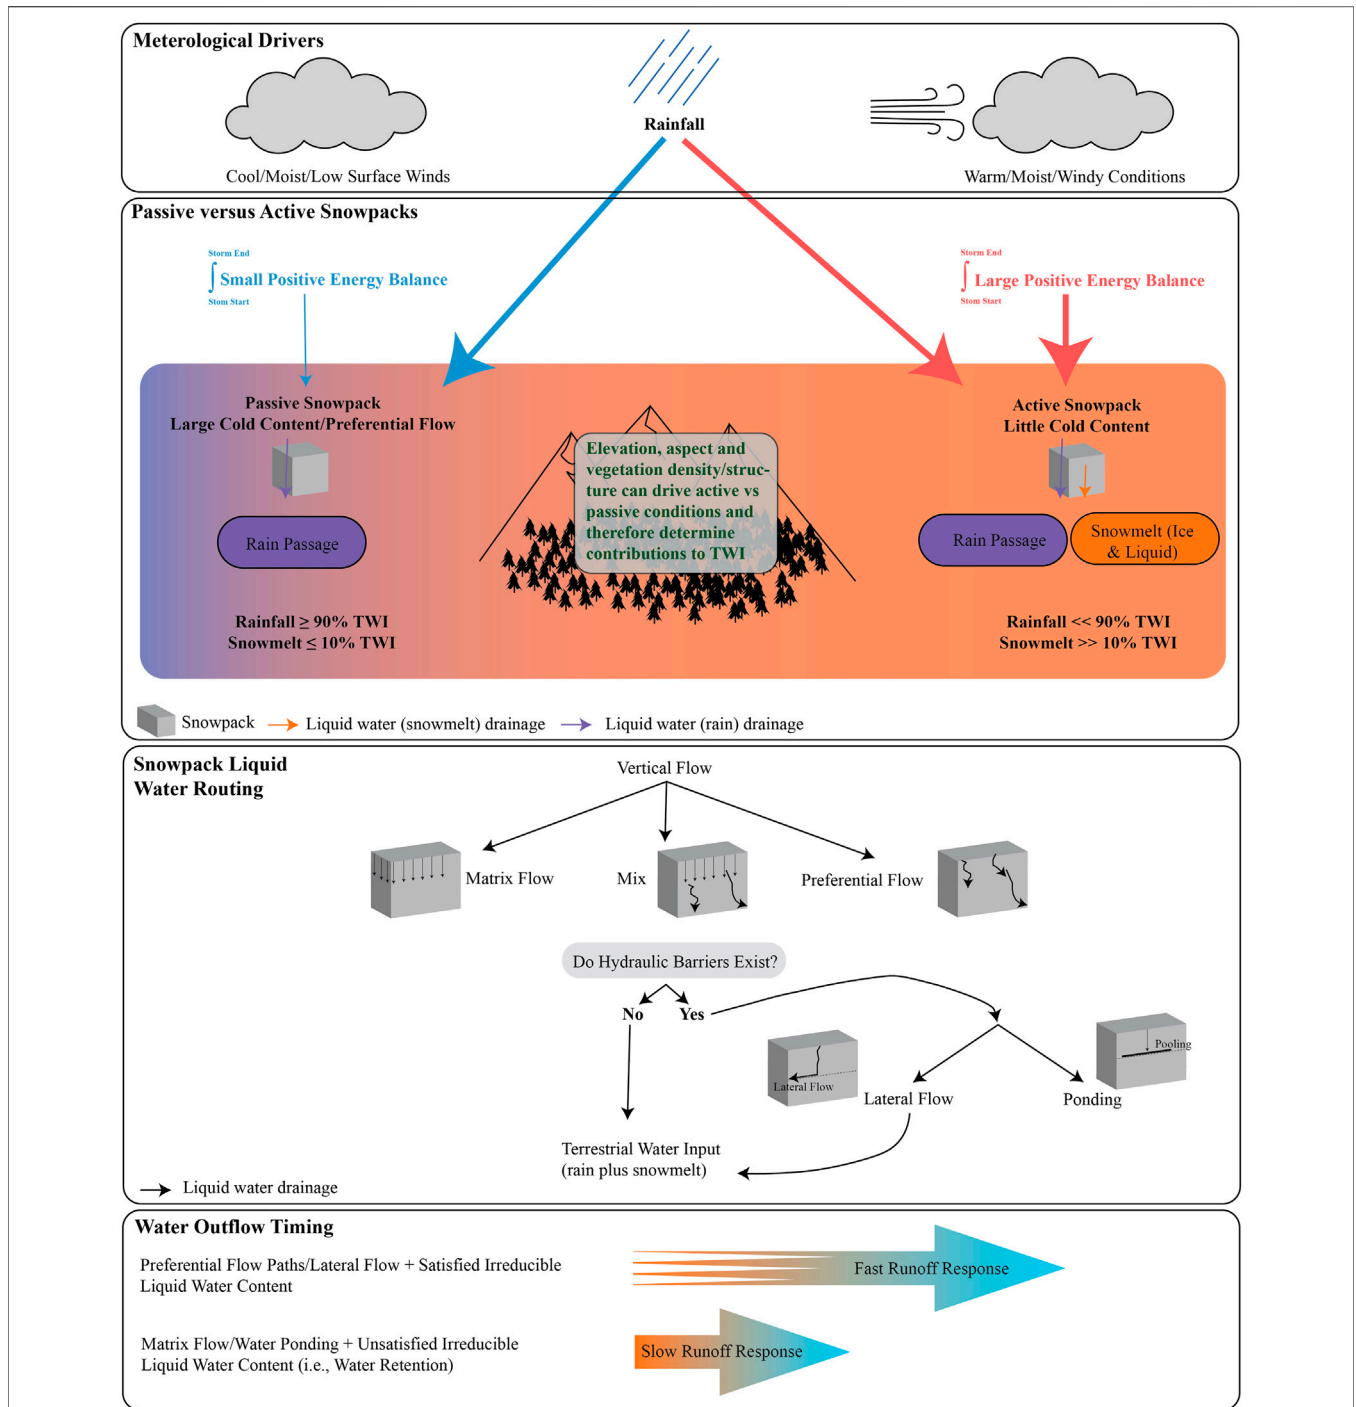 Meterological Drivers
Rainfall
Cool/Moist/Low Surface Winds
Warm/Moist/Windy Conditions
Passive versus Active Snowpacks
Storm End
∫ Small Positive Energy Balance
Stom Start
Storm End
∫ Large Positive Energy Balance
Stom Start
Passive Snowpack
Large Cold Content/Preferential Flow
Rain Passage
Rainfall ≥ 90% TWI
Snowmelt ≤ 10% TWI
Elevation, aspect and
vegetation density/struc-
ture can drive active vs
passive conditions and
therefore determine
contributions to TWI
Active Snowpack
Little Cold Content
Rain Passage
Snowmelt (Ice
& Liquid)
Rainfall << 90% TWI
Snowmelt >> 10% TWI
Snowpack
Liquid water (snowmelt) drainage
Liquid water (rain) drainage
Snowpack Liquid
Water Routing
Vertical Flow
Matrix Flow
Mix
Preferential Flow
Do Hydraulic Barriers Exist?
No
Yes
Lateral Flow
Pooling
Lateral Flow
Ponding
Terrestrial Water Input
(rain plus snowmelt)
Liquid water drainage
Water Outflow Timing
Preferential Flow Paths/Lateral Flow + Satisfied Irreducible
Liquid Water Content
Fast Runoff Response
Matrix Flow/Water Ponding + Unsatisfied Irreducible
Liquid Water Content (i.e., Water Retention)
Slow Runoff Response